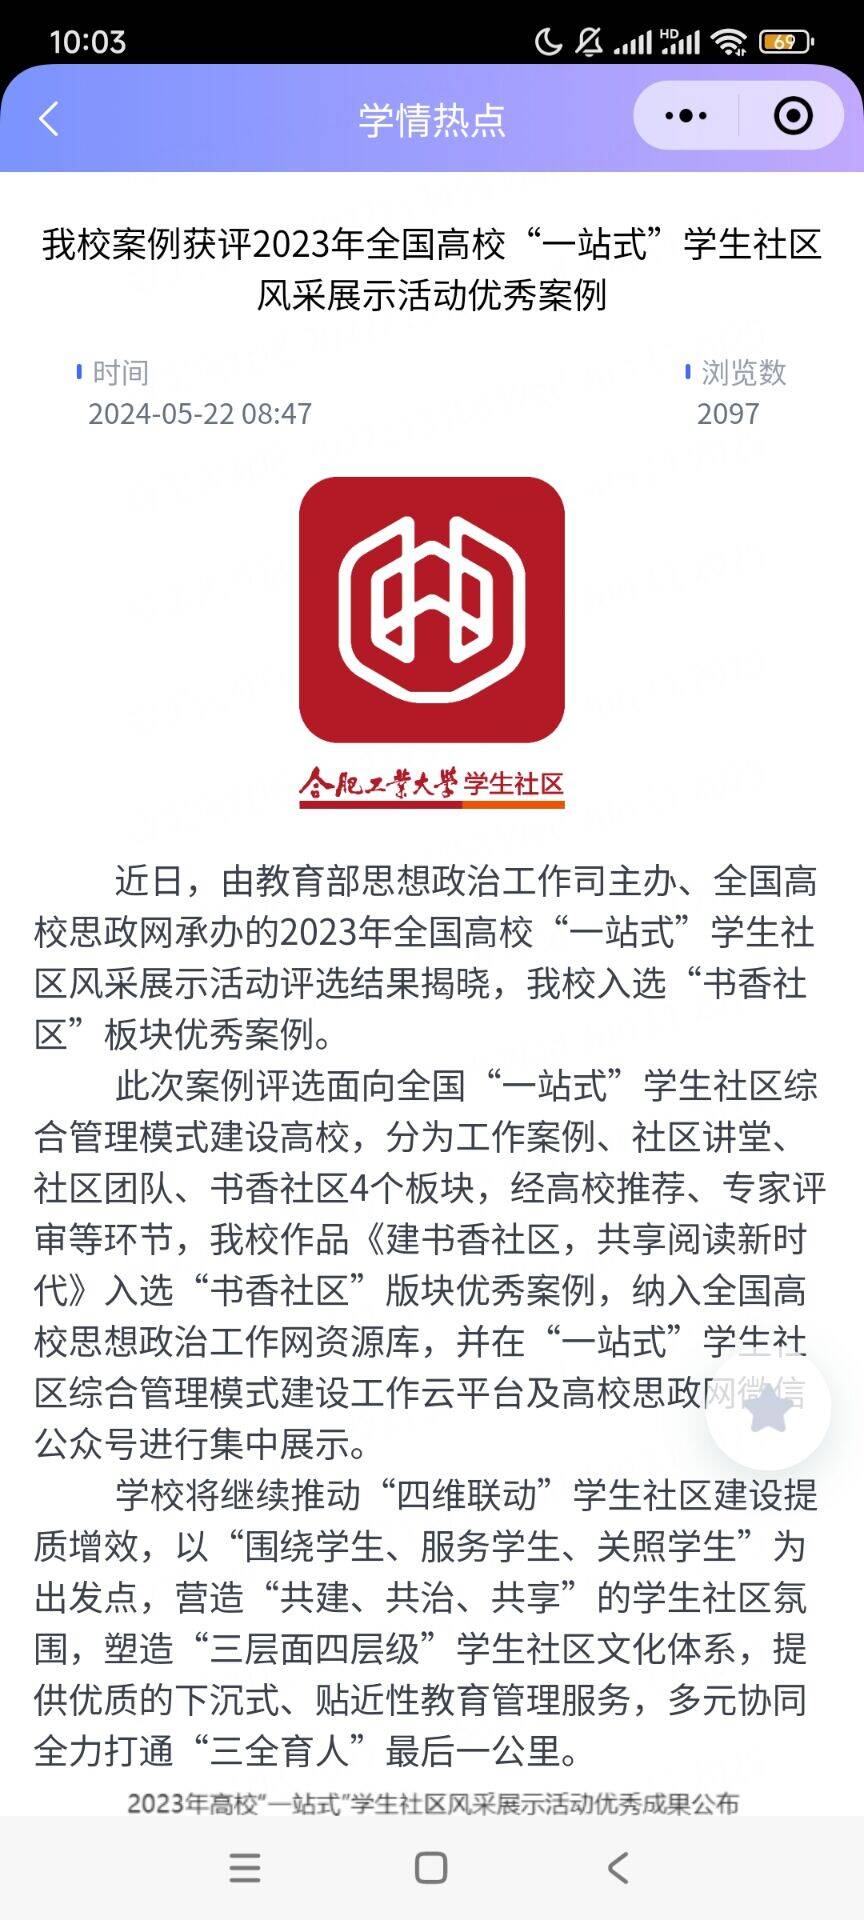 10:03
HD
69
学情热点
我校案例获评2023年全国高校“一站式”学生社区
风采展示活动优秀案例
时间
浏览数
2024-05-22 08:47
2097
合肥工业大学学生社区
近日，由教育部思想政治工作司主办、全国高
校思政网承办的2023年全国高校“一站式”学生社
区风采展示活动评选结果揭晓，我校入选“书香社
区”板块优秀案例。
此次案例评选面向全国“一站式”学生社区综
合管理模式建设高校，分为工作案例、社区讲堂、
社区团队、书香社区4个板块，经高校推荐、专家评
审等环节，我校作品《建书香社区，共享阅读新时
代》入选“书香社区”版块优秀案例，纳入全国高
校思想政治工作网资源库，并在“一站式”学生社
区综合管理模式建设工作云平台及高校思政网微信
公众号进行集中展示。
学校将继续推动“四维联动”学生社区建设提
质增效，以“围绕学生、服务学生、关照学生”为
出发点，营造“共建、共治、共享”的学生社区氛
围，塑造“三层面四层级”学生社区文化体系，提
供优质的下沉式、贴近性教育管理服务，多元协同
全力打通“三全育人”最后一公里。
2023年高校“一站式”学生社区风采展示活动优秀成果公布